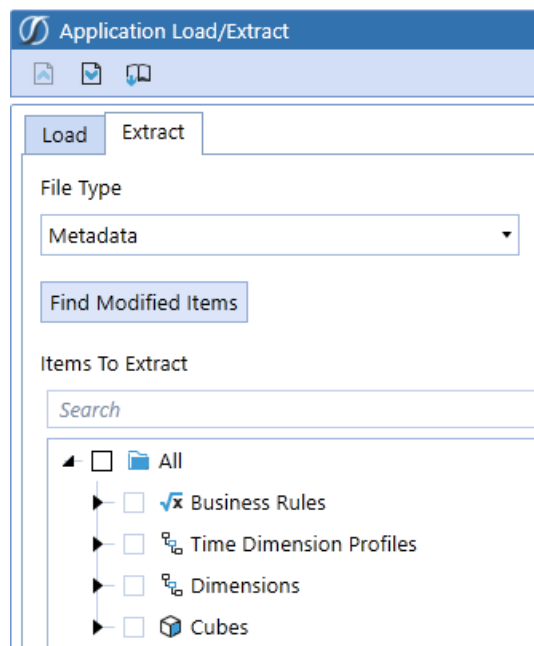 Application Load/Extract
Load
Extract
File Type
Metadata
Find Modified Items
Items To Extract
Search
All
Business Rules
Time Dimension Profiles
Dimensions
Cubes